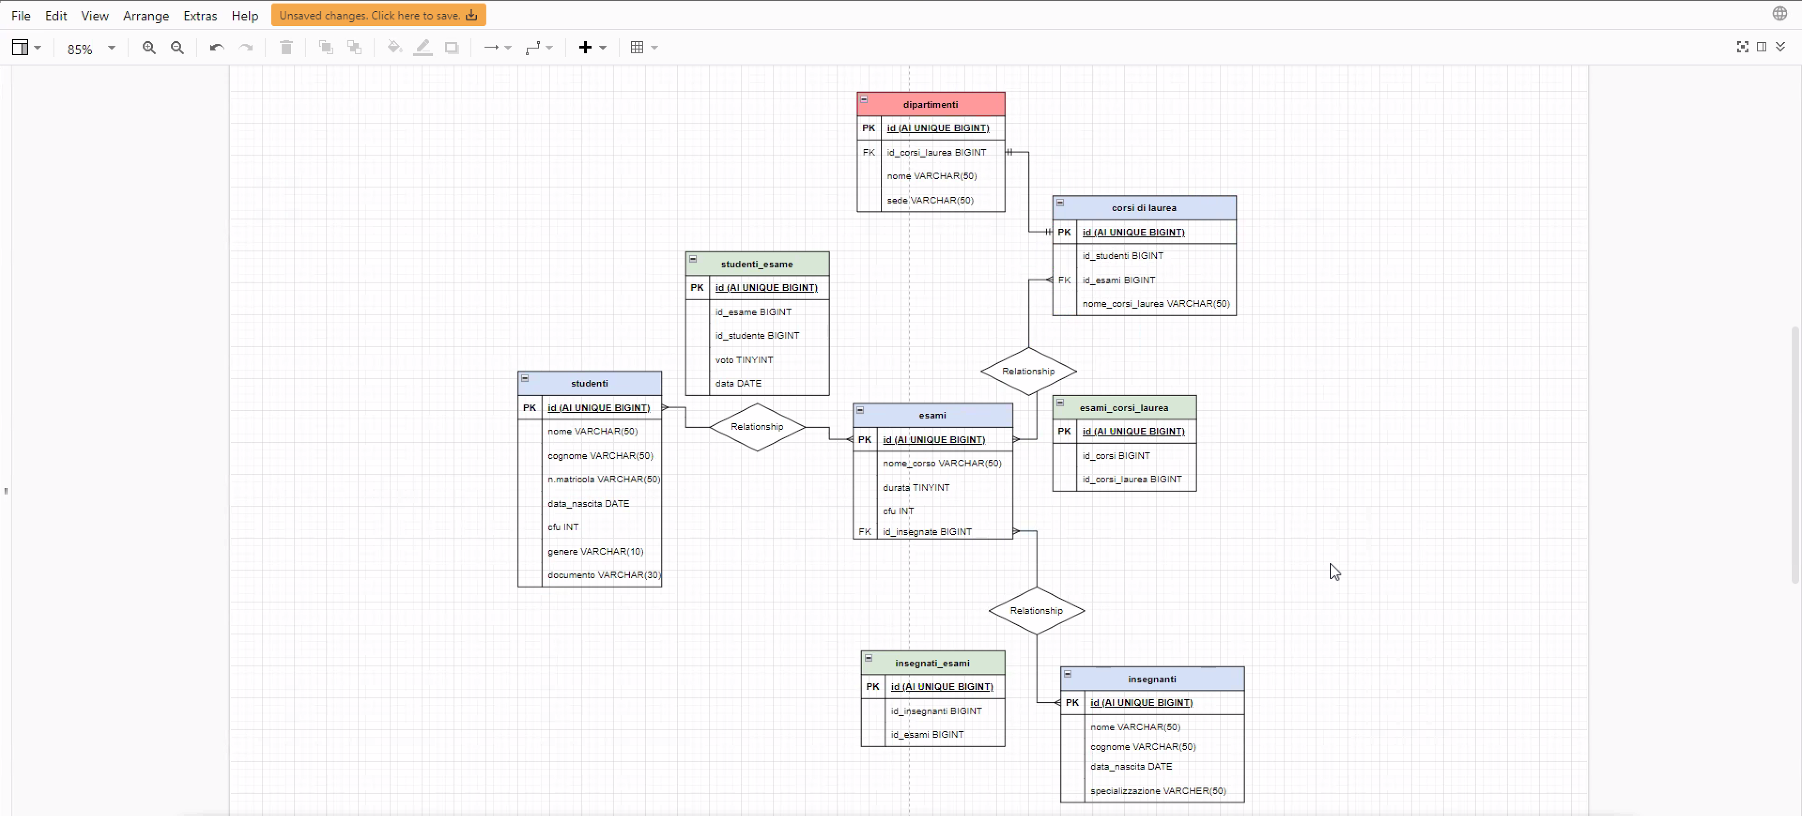 File Edit View Arrange Extras Help Unsaved changes. Click here to save.
85%
dipartimenti
PK id (AI UNIQUE BIGINT)
FK id_corsi_laurea BIGINT
nome VARCHAR(50)
sede VARCHAR(50)
corsi di laurea
PK id (AI UNIQUE BIGINT)
id_studenti BIGINT
FK id_esami BIGINT
nome_corsi_laurea VARCHAR(50)
studenti_esame
PK id (AI UNIQUE BIGINT)
id_esame BIGINT
id_studente BIGINT
voto TINYINT
data DATE
Relationship
studenti
PK id (AI UNIQUE BIGINT)
nome VARCHAR(50)
cognome VARCHAR(50)
n.matricola VARCHAR(50)
data_nascita DATE
cfu INT
genere VARCHAR(10)
documento VARCHAR(30)
Relationship
esami
PK id (AI UNIQUE BIGINT)
nome_corso VARCHAR(50)
durata TINYINT
cfu INT
FK id_insegnate BIGINT
esami_corsi_laurea
PK id (AI UNIQUE BIGINT)
id_corsi BIGINT
id_corsi_laurea BIGINT
Relationship
insegnati_esami
PK id (AI UNIQUE BIGINT)
id_insegnanti BIGINT
id_esami BIGINT
insegnanti
PK id (AI UNIQUE BIGINT)
nome VARCHAR(50)
cognome VARCHAR(50)
data_nascita DATE
specializzazione VARCHER(50)